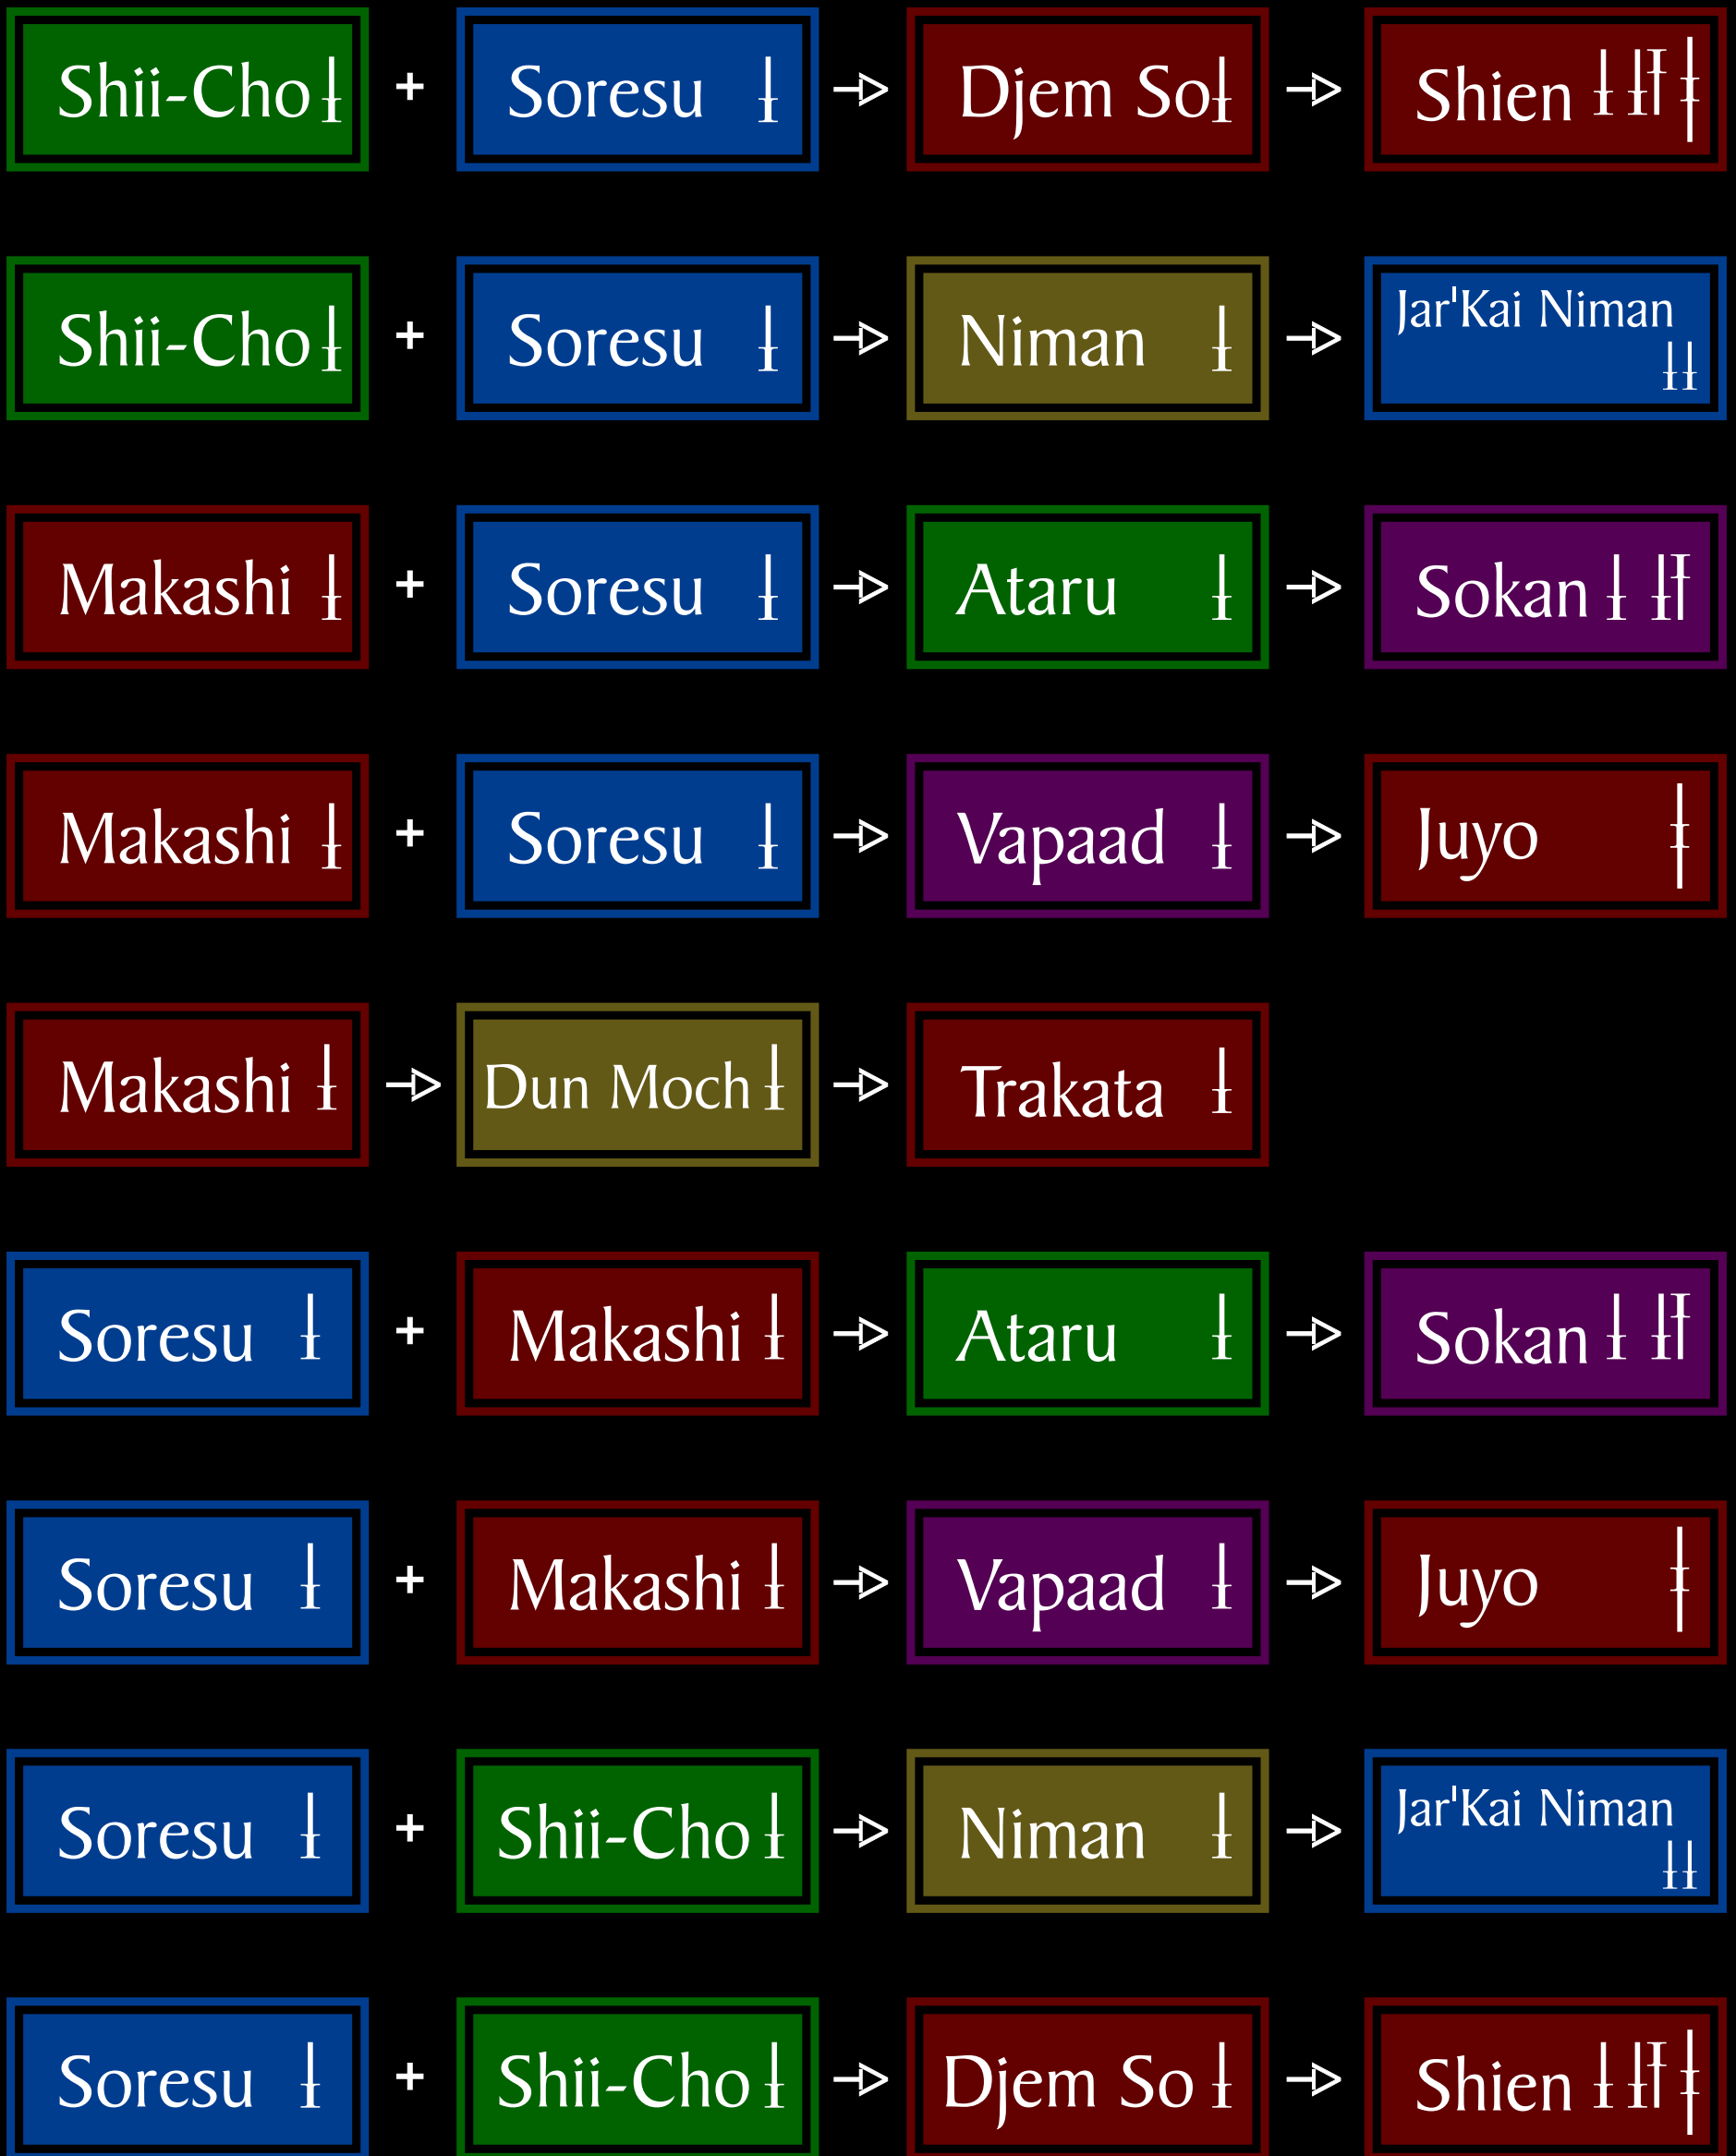 Shii-Cho + Soresu Djem So Shien
Shii-Cho + Soresu Niman Jar'Kai Niman
Makashi + Soresu Ataru Sokan
Makashi + Soresu Vapaad Juyo
Makashi Dun Moch Trakata
Soresu + Makashi Ataru Sokan
Soresu + Makashi Vapaad Juyo
Soresu + Shii-Cho Niman Jar'Kai Niman
Soresu + Shii-Cho Djem So Shien